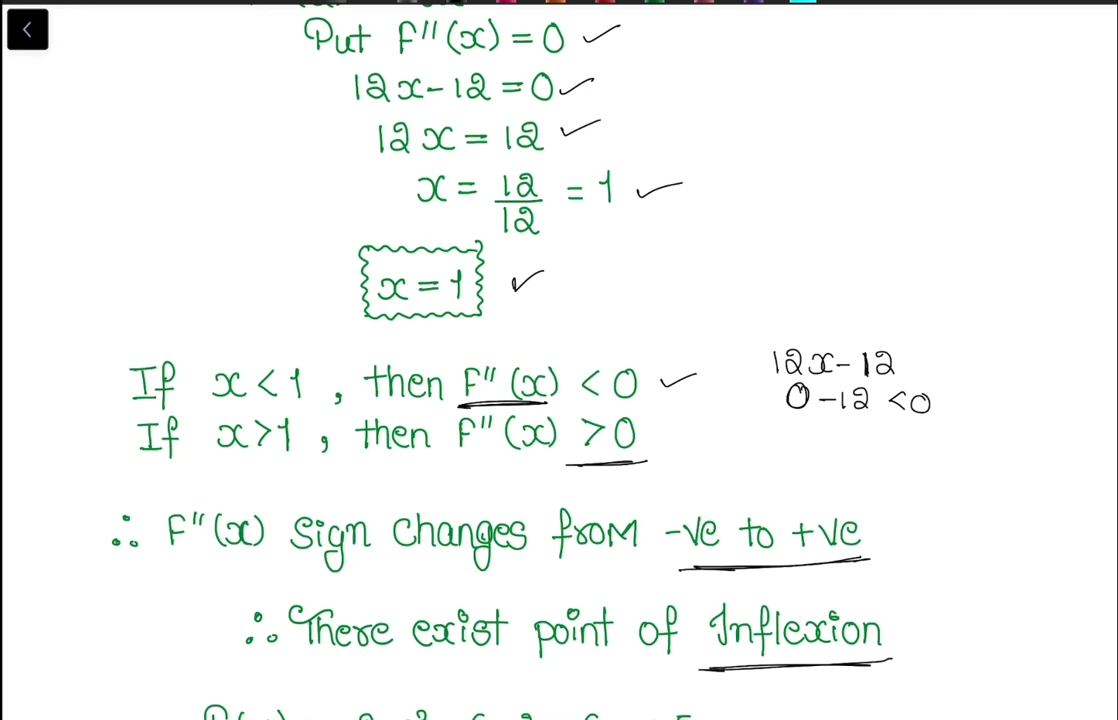 Put f''(x) = 0
12x - 12 = 0
12x = 12
x = 12/12 = 1
x = 1
If x < 1 , then f''(x) < 0
12x - 12
0 - 12 < 0
If x > 1 , then f''(x) > 0
∴ f''(x) Sign Changes from -ve to +ve
∴ There exist point of Inflexion